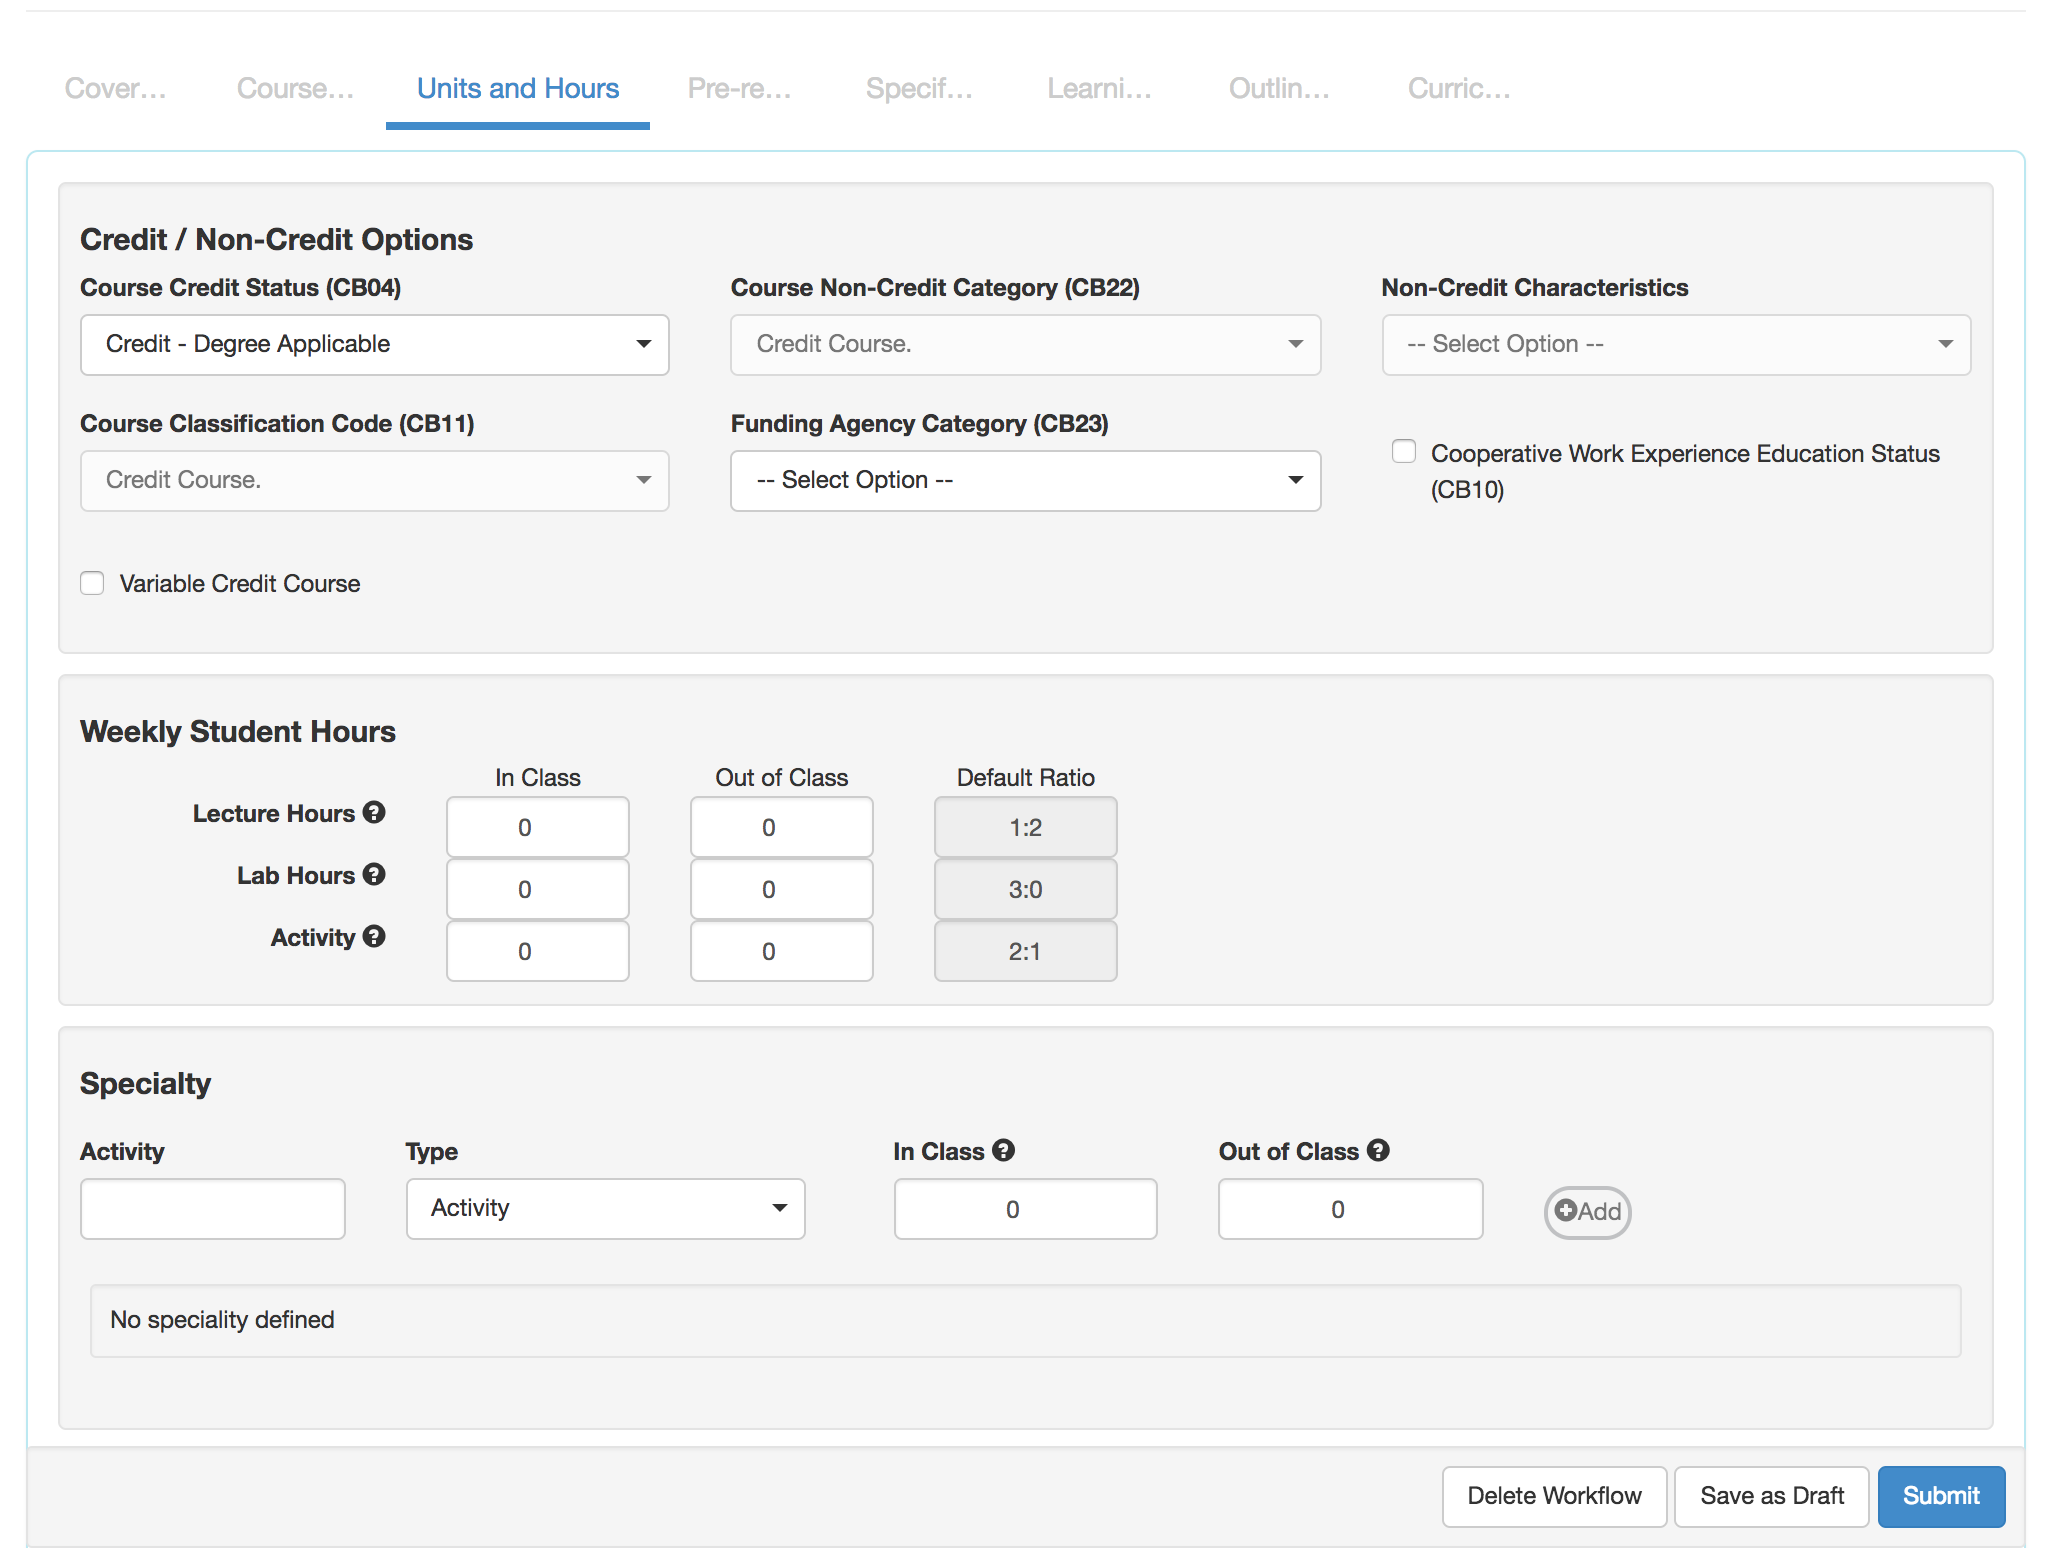 Cover... Course... Units and Hours Pre-re... Specif... Learni... Outlin... Curric...
Credit / Non-Credit Options
Course Credit Status (CB04) Course Non-Credit Category (CB22) Non-Credit Characteristics
Credit - Degree Applicable Credit Course. -- Select Option --
Course Classification Code (CB11) Funding Agency Category (CB23)
Credit Course. -- Select Option -- Cooperative Work Experience Education Status
(CB10)
Variable Credit Course
Weekly Student Hours
In Class Out of Class Default Ratio
Lecture Hours ? 0 0 1:2
Lab Hours ? 0 0 3:0
Activity ? 0 0 2:1
Specialty
Activity Type In Class ? Out of Class ?
Activity 0 0 Add
No speciality defined
Delete Workflow Save as Draft Submit